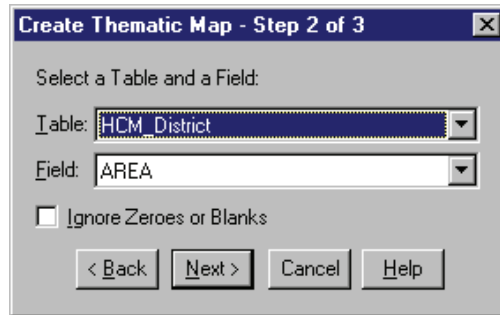 Create Thematic Map - Step 2 of 3
Select a Table and a Field:
Table: HCM_District
Field: AREA
Ignore Zeroes or Blanks
< Back Next > Cancel Help